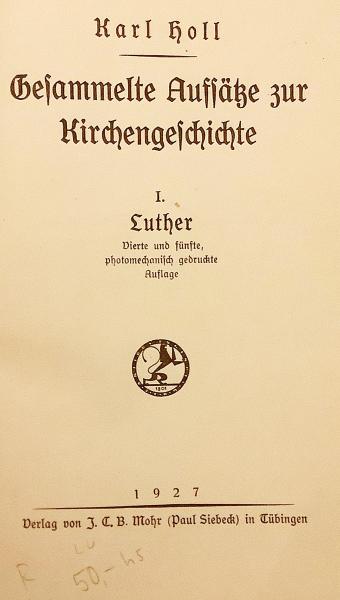 Karl Holl
Gesammelte Aufsätze zur
Kirchengeschichte
I.
Luther
Vierte und fünfte,
photomechanisch gedruckte
Auflage
1801
1927
Verlag von J. C. B. Mohr (Paul Siebeck) in Tübingen
50,-